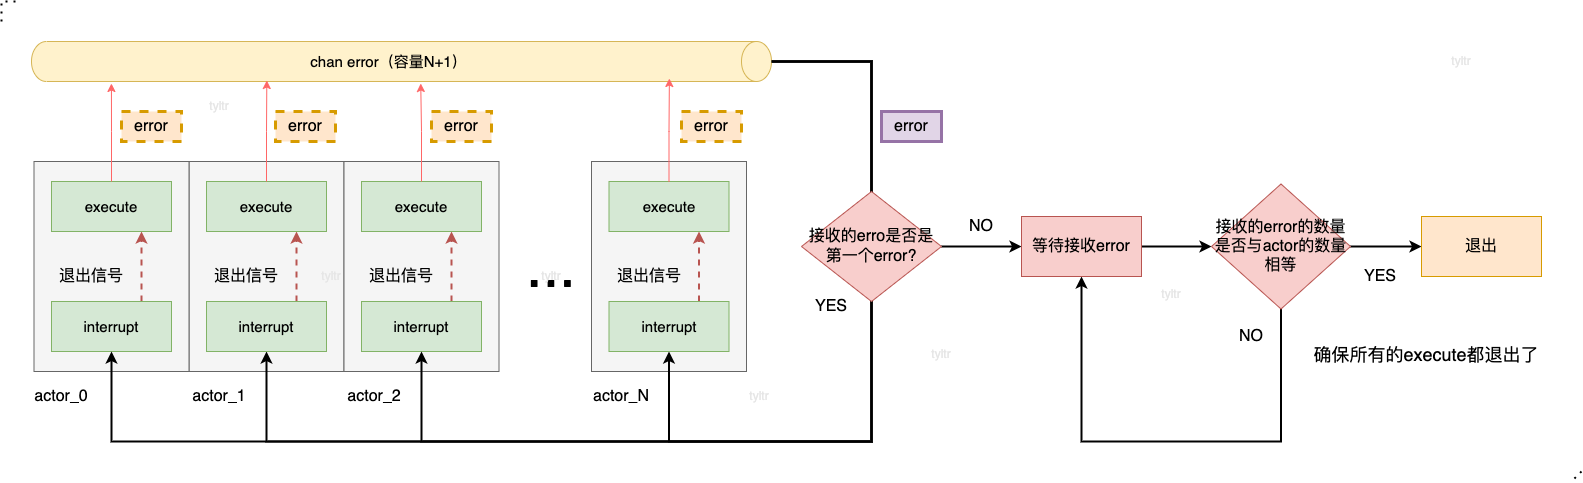 chan error（容量N+1）
tyltr
tyltr
error
error
error
error
error
execute
execute
execute
execute
接收的erro是否是
第一个error?
NO
等待接收error
接收的error的数量
是否与actor的数量
相等
退出
YES
退出信号
退出信号
tyltr
退出信号
tyltr
...
退出信号
tyltr
YES
interrupt
interrupt
interrupt
interrupt
NO
tyltr
确保所有的execute都退出了
actor_0
actor_1
actor_2
actor_N
tyltr